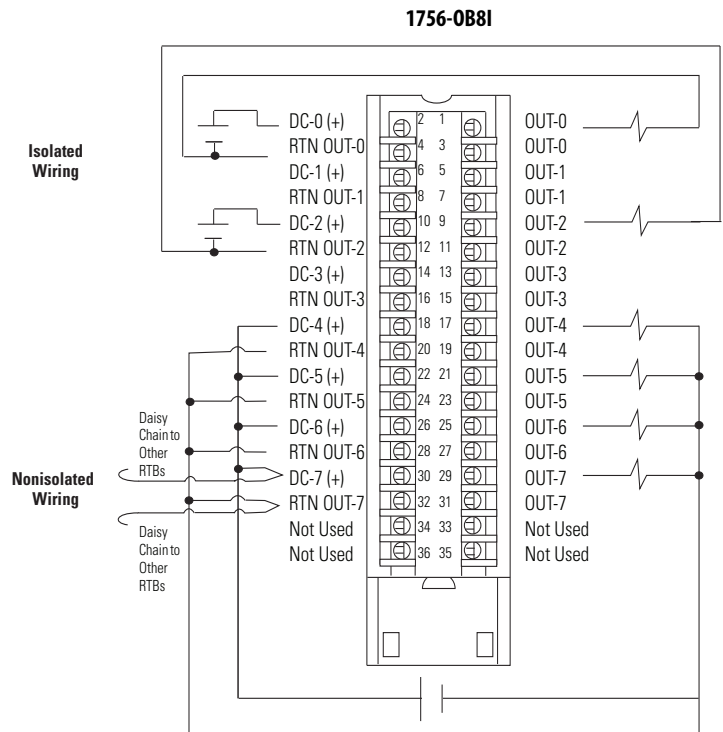 1756-OB8I
Isolated
Wiring
DC-0 (+) 2 1 OUT-0
RTN OUT-0 4 3 OUT-0
DC-1 (+) 6 5 OUT-1
RTN OUT-1 8 7 OUT-1
DC-2 (+) 10 9 OUT-2
RTN OUT-2 12 11 OUT-2
DC-3 (+) 14 13 OUT-3
RTN OUT-3 16 15 OUT-3
DC-4 (+) 18 17 OUT-4
RTN OUT-4 20 19 OUT-4
DC-5 (+) 22 21 OUT-5
RTN OUT-5 24 23 OUT-5
DC-6 (+) 26 25 OUT-6
RTN OUT-6 28 27 OUT-6
DC-7 (+) 30 29 OUT-7
RTN OUT-7 32 31 OUT-7
Not Used 34 33 Not Used
Not Used 36 35 Not Used
Nonisolated
Wiring
Daisy
Chain to
Other
RTBs
Daisy
Chain to
Other
RTBs